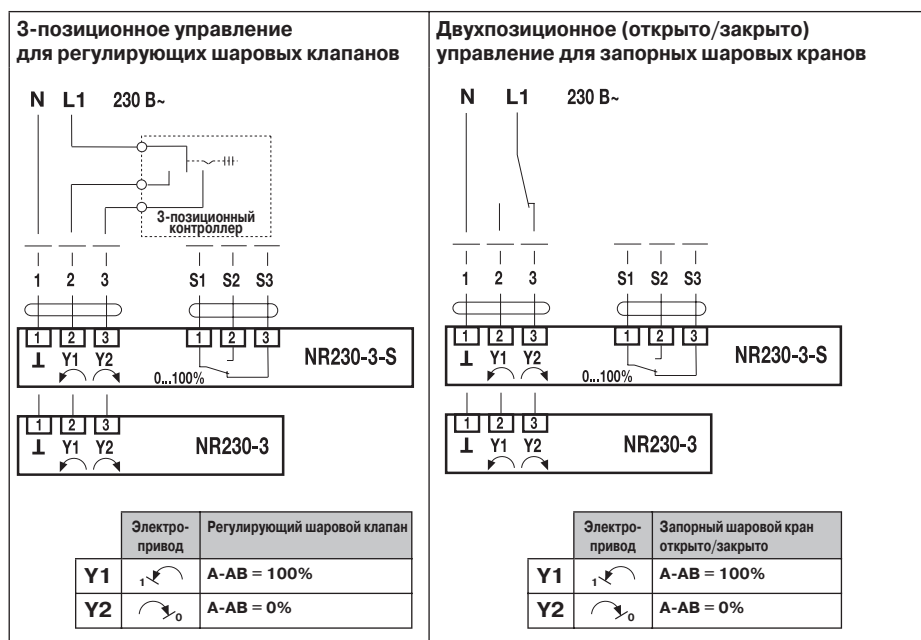 3-позиционное управление
для регулирующих шаровых клапанов
N L1 230 В~
3-позиционный
контроллер
1 2 3 S1 S2 S3
1 2 3 1 2 3
⊥ Y1 Y2 NR230-3-S
0...100%
1 2 3
⊥ Y1 Y2 NR230-3
Электро-
привод
Регулирующий шаровой клапан
Y1 1 A-AB = 100%
Y2 0 A-AB = 0%
Двухпозиционное (открыто/закрыто)
управление для запорных шаровых кранов
N L1 230 В~
1 2 3 S1 S2 S3
1 2 3 1 2 3
⊥ Y1 Y2 NR230-3-S
0...100%
1 2 3
⊥ Y1 Y2 NR230-3
Электро-
привод
Запорный шаровой кран
открыто/закрыто
Y1 1 A-AB = 100%
Y2 0 A-AB = 0%